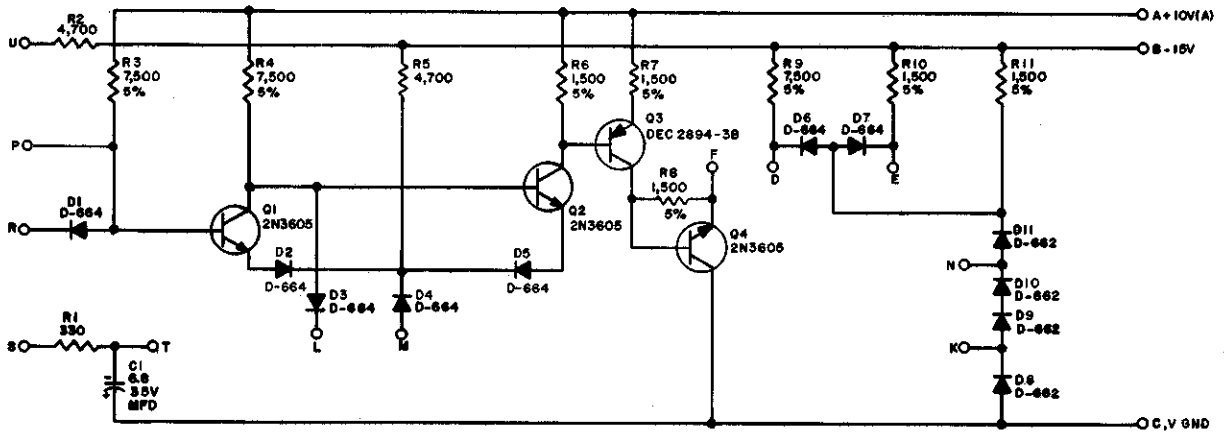 A+10V(A)
U
R2
4,700
B-15V
R3
7,500
5%
R4
7,500
5%
R5
4,700
R6
1,500
5%
R7
1,500
5%
R9
7,500
5%
R10
1,500
5%
R11
1,500
5%
Q3
DEC 2894-3B
D6
D-664
D7
D-664
P
F
D
E
R8
1,500
5%
D1
D-664
R
Q1
2N3605
Q2
2N3605
Q4
2N3605
D11
D-662
D2
D-664
D5
D-664
N
D10
D-662
D3
D-664
D4
D-664
D9
D-662
L
M
R1
330
S
T
K
C1
6.8
35V
MFD
D8
D-662
C,V GND